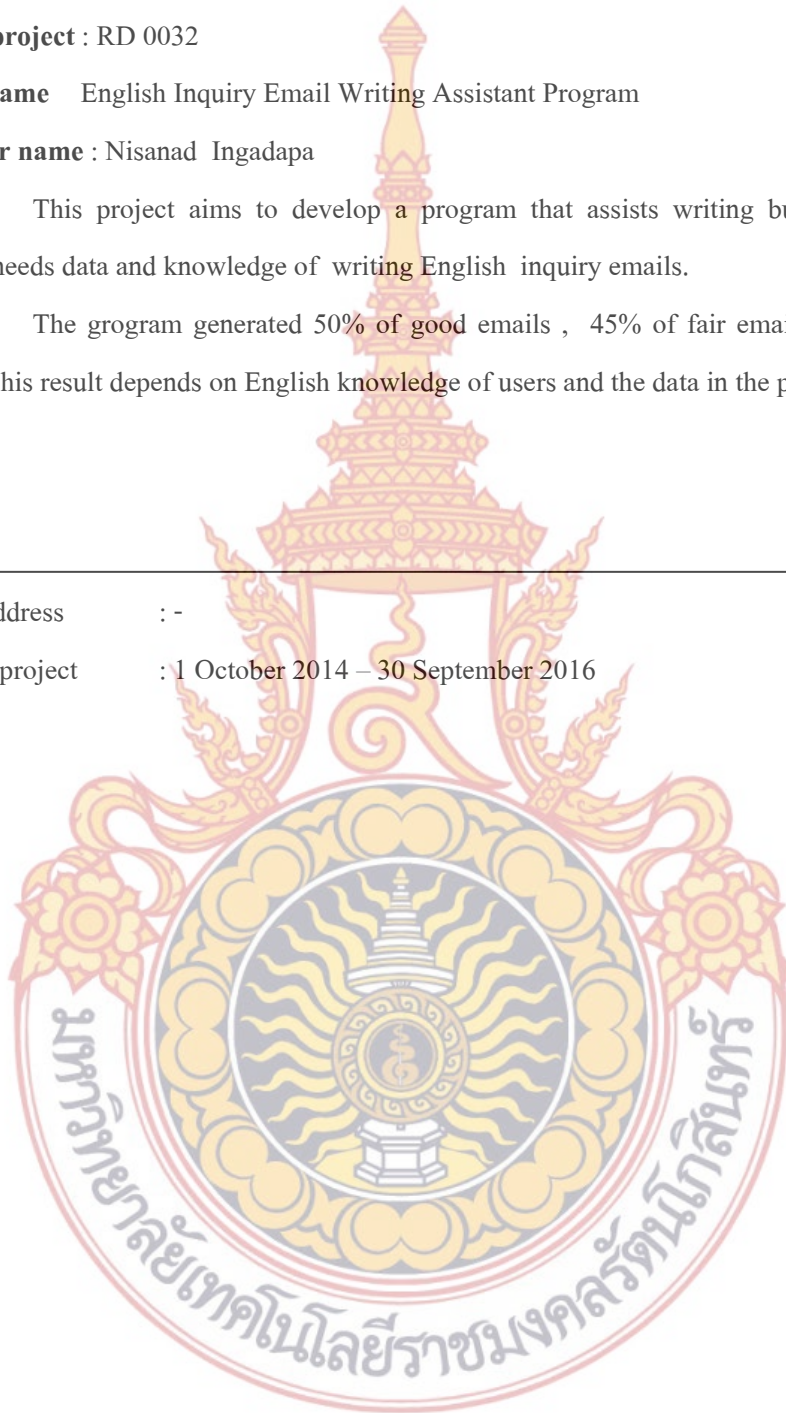 project : RD 0032
ame English Inquiry Email Writing Assistant Program
r name : Nisanad Ingadapa
This project aims to develop a program that assists writing bu
needs data and knowledge of writing English inquiry emails.
The grogram generated 50% of good emails , 45% of fair ema
his result depends on English knowledge of users and the data in the p
ddress : -
project : 1 October 2014 – 30 September 2016
มหาวิทยาลัยเทคโนโลยีราชมงคลรัตนโกสินทร์